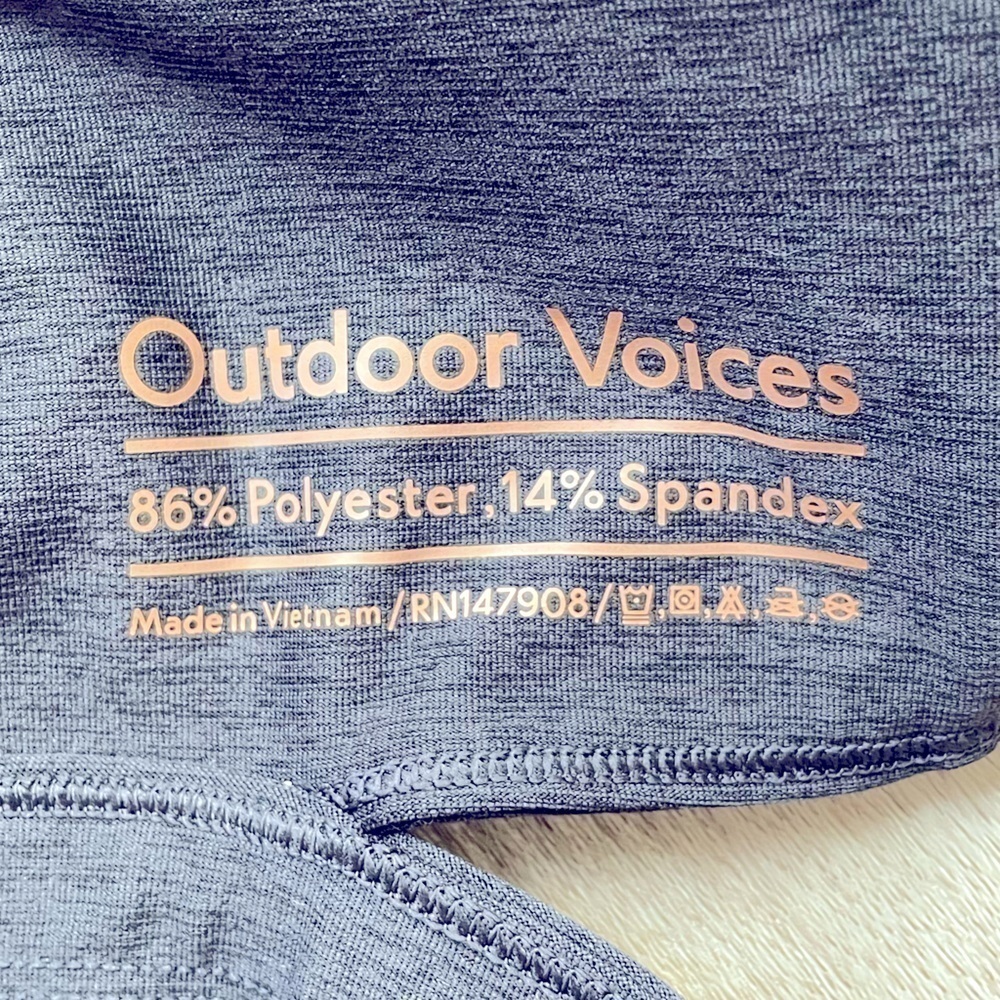 Outdoor Voices
86% Polyester, 14% Spandex
Made in Vietnam/RN147908/